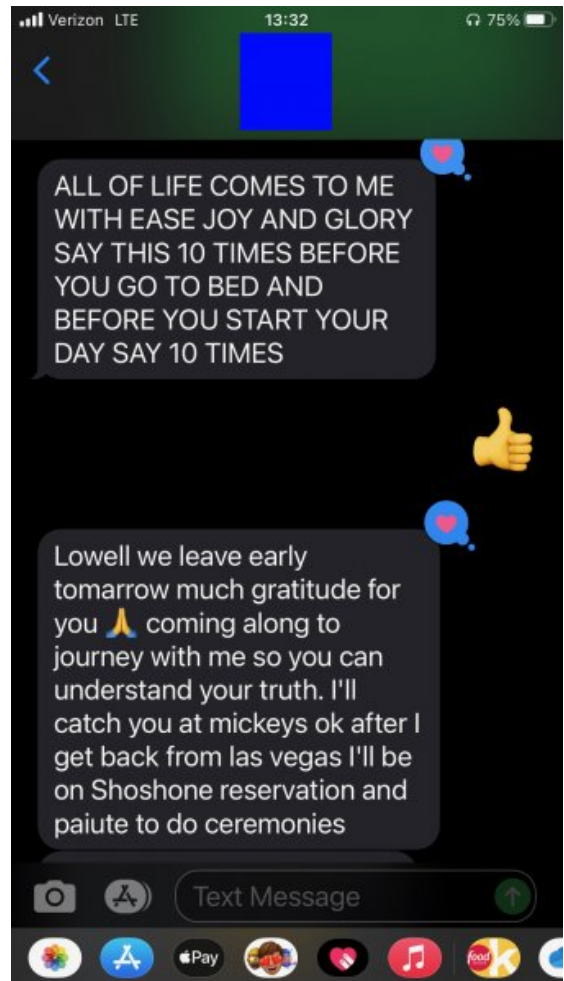 Verizon LTE
13:32
75%
ALL OF LIFE COMES TO ME
WITH EASE JOY AND GLORY
SAY THIS 10 TIMES BEFORE
YOU GO TO BED AND
BEFORE YOU START YOUR
DAY SAY 10 TIMES
👍
Lowell we leave early
tomarrow much gratitude for
you 🙏 coming along to
journey with me so you can
understand your truth. I'll
catch you at mickeys ok after I
get back from las vegas I'll be
on Shoshone reservation and
paiute to do ceremonies
Text Message
Pay
food
k